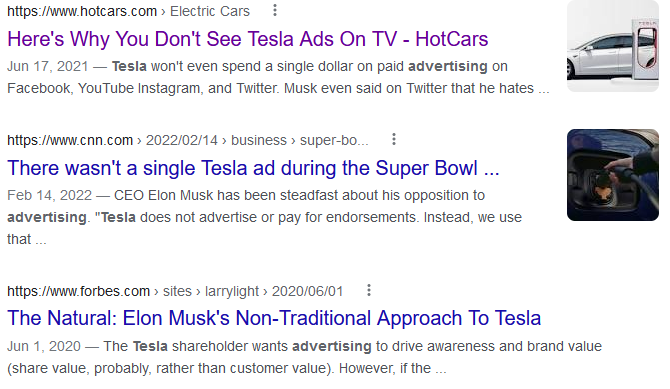 https://www.hotcars.com › Electric Cars
Here's Why You Don't See Tesla Ads On TV - HotCars
Jun 17, 2021 — Tesla won't even spend a single dollar on paid advertising on
Facebook, YouTube Instagram, and Twitter. Musk even said on Twitter that he hates ...
TESLA
https://www.cnn.com › 2022/02/14 › business › super-bo...
There wasn't a single Tesla ad during the Super Bowl ...
Feb 14, 2022 — CEO Elon Musk has been steadfast about his opposition to
advertising. "Tesla does not advertise or pay for endorsements. Instead, we use
that ...
https://www.forbes.com › sites › larrylight › 2020/06/01
The Natural: Elon Musk's Non-Traditional Approach To Tesla
Jun 1, 2020 — The Tesla shareholder wants advertising to drive awareness and brand value
(share value, probably, rather than customer value). However, if the ...